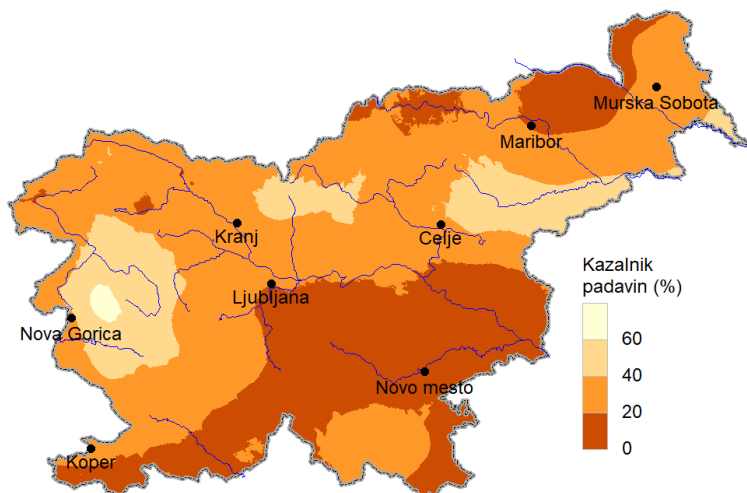 Murska Sobota
Maribor
Kranj
Celje
Ljubljana
Nova Gorica
Novo mesto
Koper
Kazalnik
padavin (%)
60
40
20
0